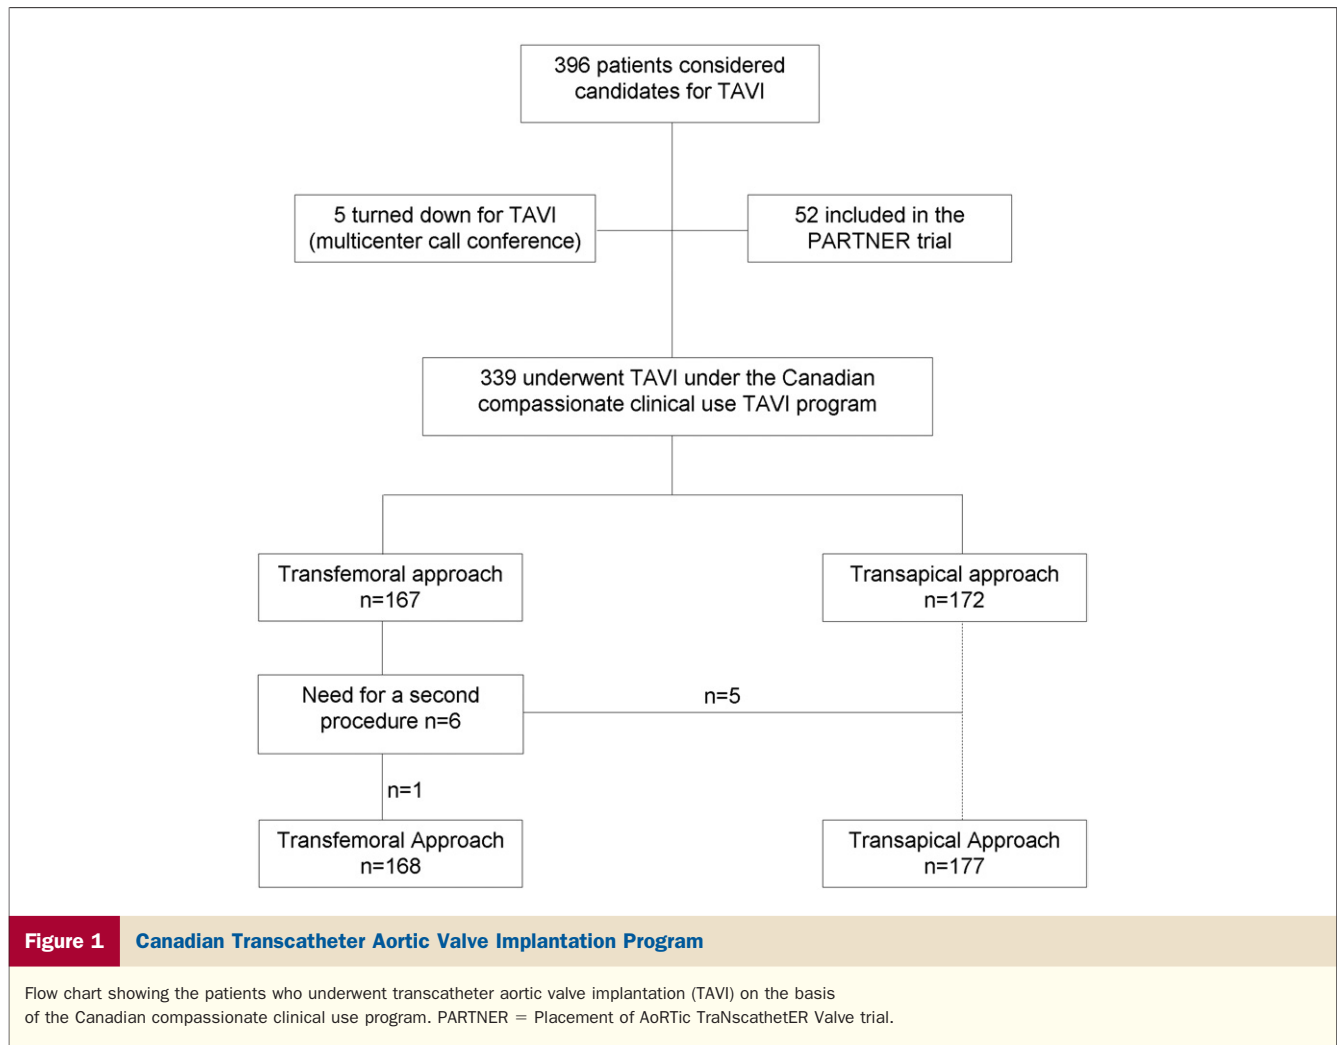 396 patients considered
candidates for TAVI
5 turned down for TAVI
(multicenter call conference)
52 included in the
PARTNER trial
339 underwent TAVI under the Canadian
compassionate clinical use TAVI program
Transfemoral approach
n=167
Transapical approach
n=172
Need for a second
procedure n=6
n=5
n=1
Transfemoral Approach
n=168
Transapical Approach
n=177
Figure 1 Canadian Transcatheter Aortic Valve Implantation Program
Flow chart showing the patients who underwent transcatheter aortic valve implantation (TAVI) on the basis
of the Canadian compassionate clinical use program. PARTNER = Placement of AoRTic TraNscathetER Valve trial.